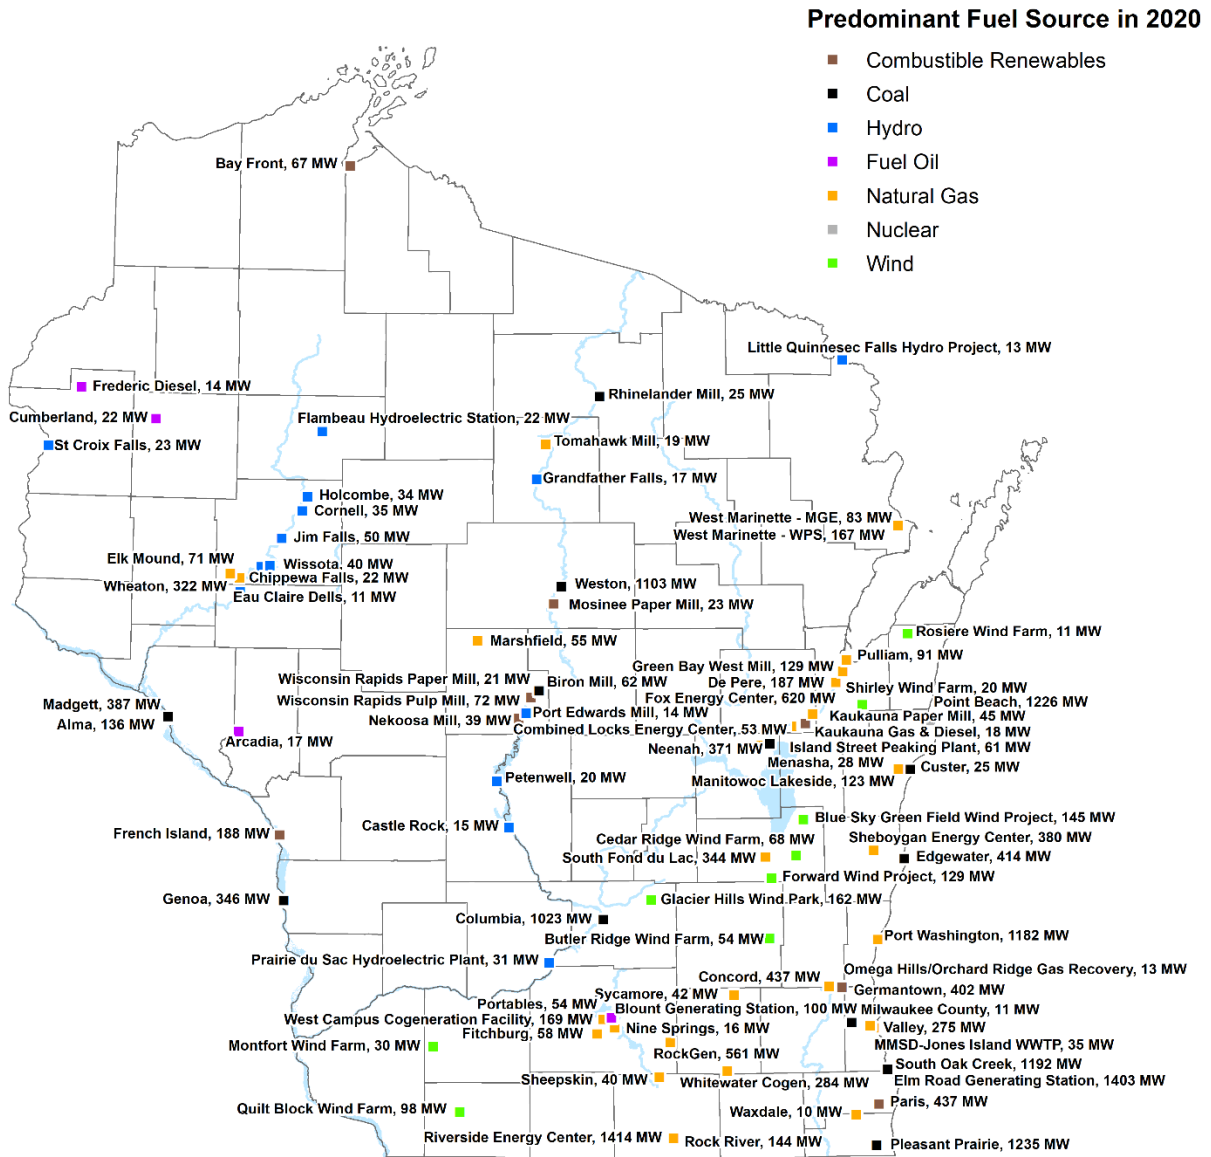 Predominant Fuel Source in 2020
Combustible Renewables
Coal
Hydro
Fuel Oil
Natural Gas
Nuclear
Wind
Bay Front, 67 MW
Little Quinnesec Falls Hydro Project, 13 MW
Frederic Diesel, 14 MW
Rhinelander Mill, 25 MW
Cumberland, 22 MW
Flambeau Hydroelectric Station, 22 MW
St Croix Falls, 23 MW
Tomahawk Mill, 19 MW
Grandfather Falls, 17 MW
Holcombe, 34 MW
Cornell, 35 MW
West Marinette - MGE, 83 MW
West Marinette - WPS, 167 MW
Jim Falls, 50 MW
Elk Mound, 71 MW
Wissota, 40 MW
Chippewa Falls, 22 MW
Wheaton, 322 MW
Eau Claire Dells, 11 MW
Weston, 1103 MW
Mosinee Paper Mill, 23 MW
Rosiere Wind Farm, 11 MW
Marshfield, 55 MW
Pulliam, 91 MW
Green Bay West Mill, 129 MW
Wisconsin Rapids Paper Mill, 21 MW
Biron Mill, 62 MW
De Pere, 187 MW
Shirley Wind Farm, 20 MW
Wisconsin Rapids Pulp Mill, 72 MW
Fox Energy Center, 620 MW
Point Beach, 1226 MW
Madgett, 387 MW
Nekoosa Mill, 39 MW
Port Edwards Mill, 14 MW
Kaukauna Paper Mill, 45 MW
Alma, 136 MW
Combined Locks Energy Center, 53 MW
Kaukauna Gas & Diesel, 18 MW
Arcadia, 17 MW
Neenah, 371 MW
Island Street Peaking Plant, 61 MW
Menasha, 28 MW
Custer, 25 MW
Petenwell, 20 MW
Manitowoc Lakeside, 123 MW
Blue Sky Green Field Wind Project, 145 MW
Castle Rock, 15 MW
French Island, 188 MW
Cedar Ridge Wind Farm, 68 MW
Sheboygan Energy Center, 380 MW
South Fond du Lac, 344 MW
Edgewater, 414 MW
Forward Wind Project, 129 MW
Genoa, 346 MW
Glacier Hills Wind Park, 162 MW
Columbia, 1023 MW
Butler Ridge Wind Farm, 54 MW
Port Washington, 1182 MW
Prairie du Sac Hydroelectric Plant, 31 MW
Omega Hills/Orchard Ridge Gas Recovery, 13 MW
Concord, 437 MW
Germantown, 402 MW
Sycamore, 42 MW
Portables, 54 MW
Blount Generating Station, 100 MW
Milwaukee County, 11 MW
West Campus Cogeneration Facility, 169 MW
Nine Springs, 16 MW
Valley, 275 MW
Fitchburg, 58 MW
MMSD-Jones Island WWTP, 35 MW
Montfort Wind Farm, 30 MW
RockGen, 561 MW
South Oak Creek, 1192 MW
Sheepskin, 40 MW
Whitewater Cogen, 284 MW
Elm Road Generating Station, 1403 MW
Paris, 437 MW
Quilt Block Wind Farm, 98 MW
Waxdale, 10 MW
Riverside Energy Center, 1414 MW
Rock River, 144 MW
Pleasant Prairie, 1235 MW